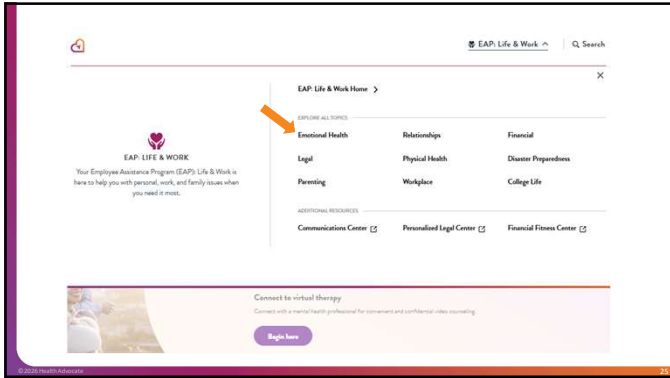 EAP: Life & Work
Search
EAP: Life & Work Home
EXPLORE ALL TOPICS
Emotional Health
Relationships
Financial
EAP: LIFE & WORK
Legal
Physical Health
Disaster Preparedness
Your Employee Assistance Program (EAP): Life & Work is
here to help you with personal, work, and family issues when
you need it most.
Parenting
Workplace
College Life
ADDITIONAL RESOURCES
Communications Center
Personalized Legal Center
Financial Fitness Center
Connect to virtual therapy
Connect with a mental health professional for convenient and confidential video counseling.
Begin here
©2026 Health Advocate
25